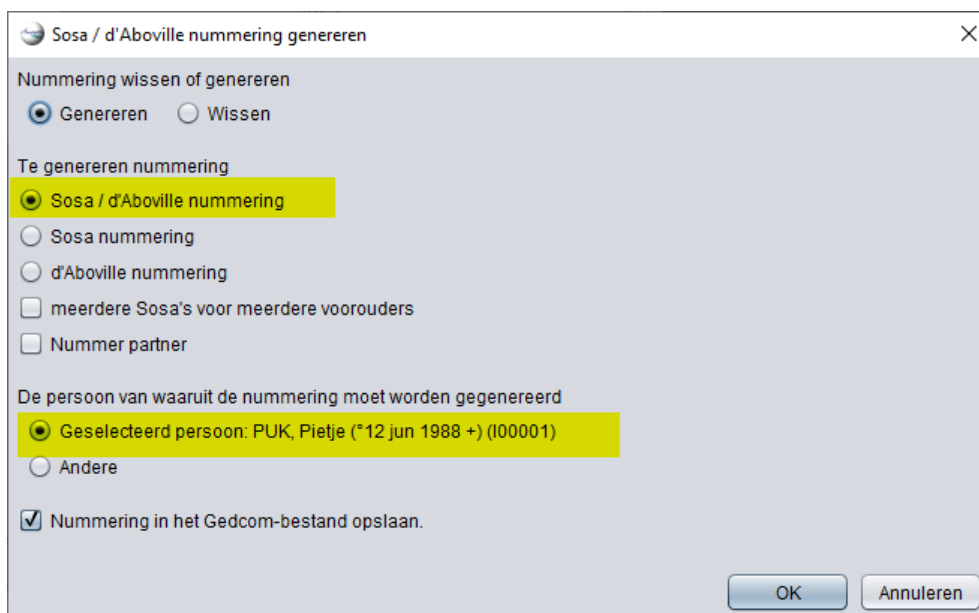 Sosa / d'Aboville nummering genereren
Nummering wissen of genereren
Genereren Wissen
Te genereren nummering
Sosa / d'Aboville nummering
Sosa nummering
d'Aboville nummering
meerdere Sosa's voor meerdere voorouders
Nummer partner
De persoon van waaruit de nummering moet worden gegenereerd
Geselecteerd persoon: PUK, Pietje (°12 jun 1988 +) (I00001)
Andere
Nummering in het Gedcom-bestand opslaan.
OK Annuleren